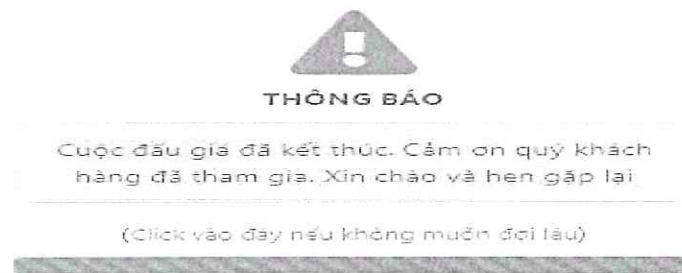 THÔNG BÁO
Cuộc đấu giá đã kết thúc. Cảm ơn quý khách
hàng đã tham gia. Xin chào và hẹn gặp lại
(Click vào đây nếu không muốn đợi lâu)